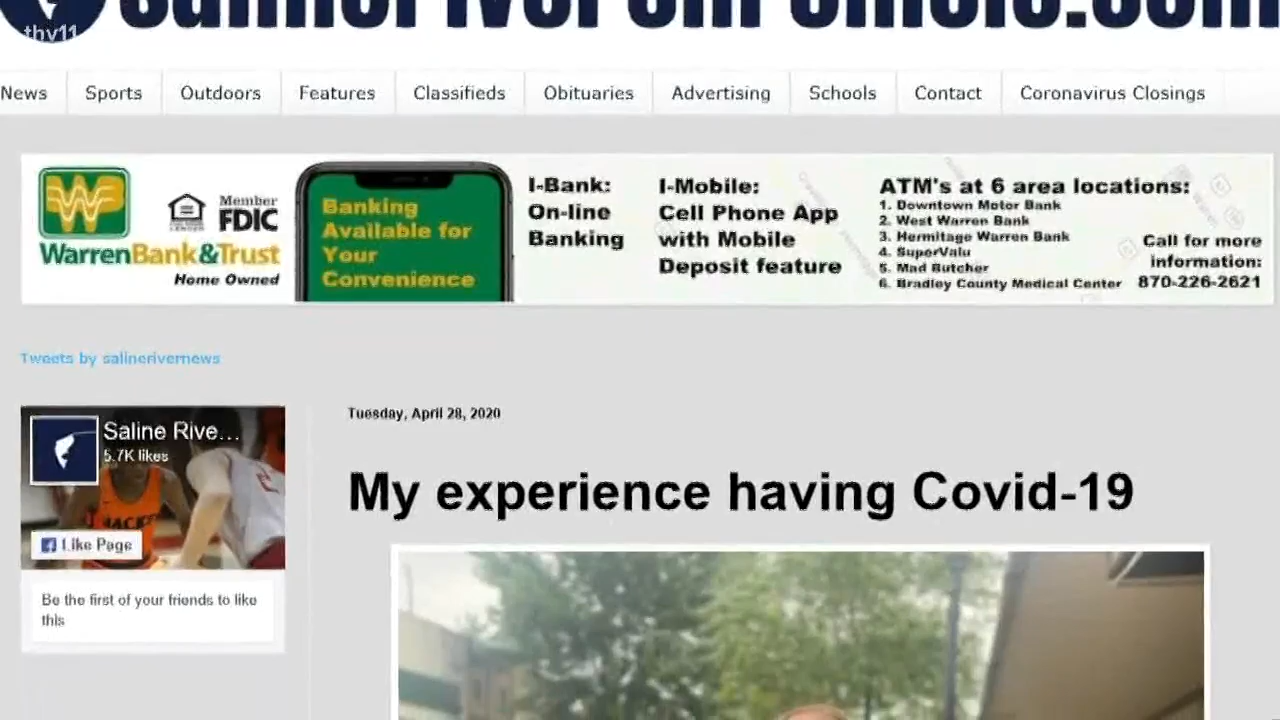 thv11
News Sports Outdoors Features Classifieds Obituaries Advertising Schools Contact Coronavirus Closings
WarrenBank&Trust
Home Owned
Member
FDIC
Banking
Available for
Your
Convenience
I-Bank:
On-line
Banking
I-Mobile:
Cell Phone App
with Mobile
Deposit feature
ATM's at 6 area locations:
1. Downtown Motor Bank
2. West Warren Bank
3. Hermitage Warren Bank
4. SuperValu
5. Mad Butcher
6. Bradley County Medical Center
Call for more
information:
870-226-2621
Tweets by salinerivernews
Saline Rive...
5.7K likes
Like Page
Be the first of your friends to like
this
Tuesday, April 28, 2020
My experience having Covid-19